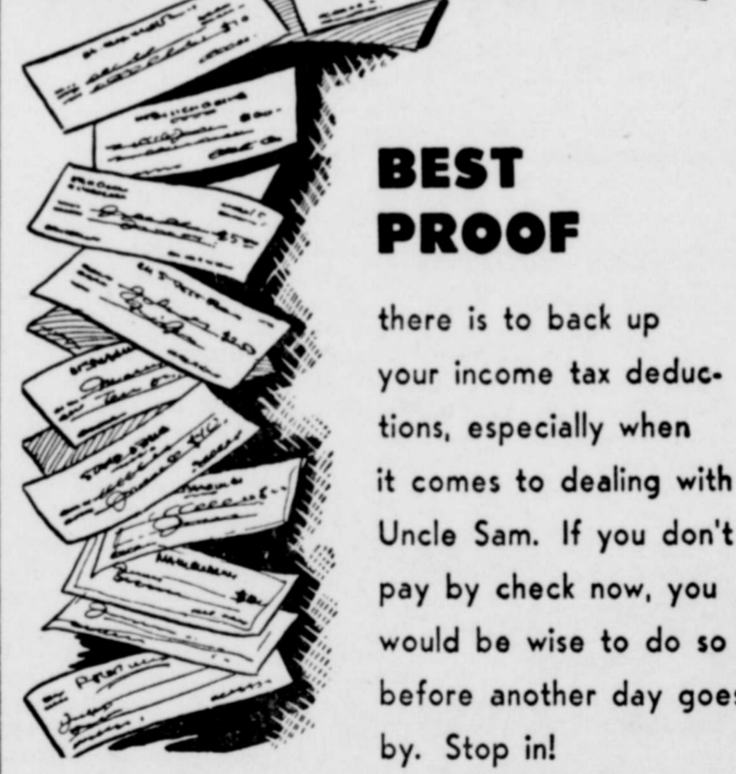 BEST
PROOF
there is to back up
your income tax deduc-
tions, especially when
it comes to dealing with
Uncle Sam. If you don't
pay by check now, you
would be wise to do so
before another day goes
by. Stop in!